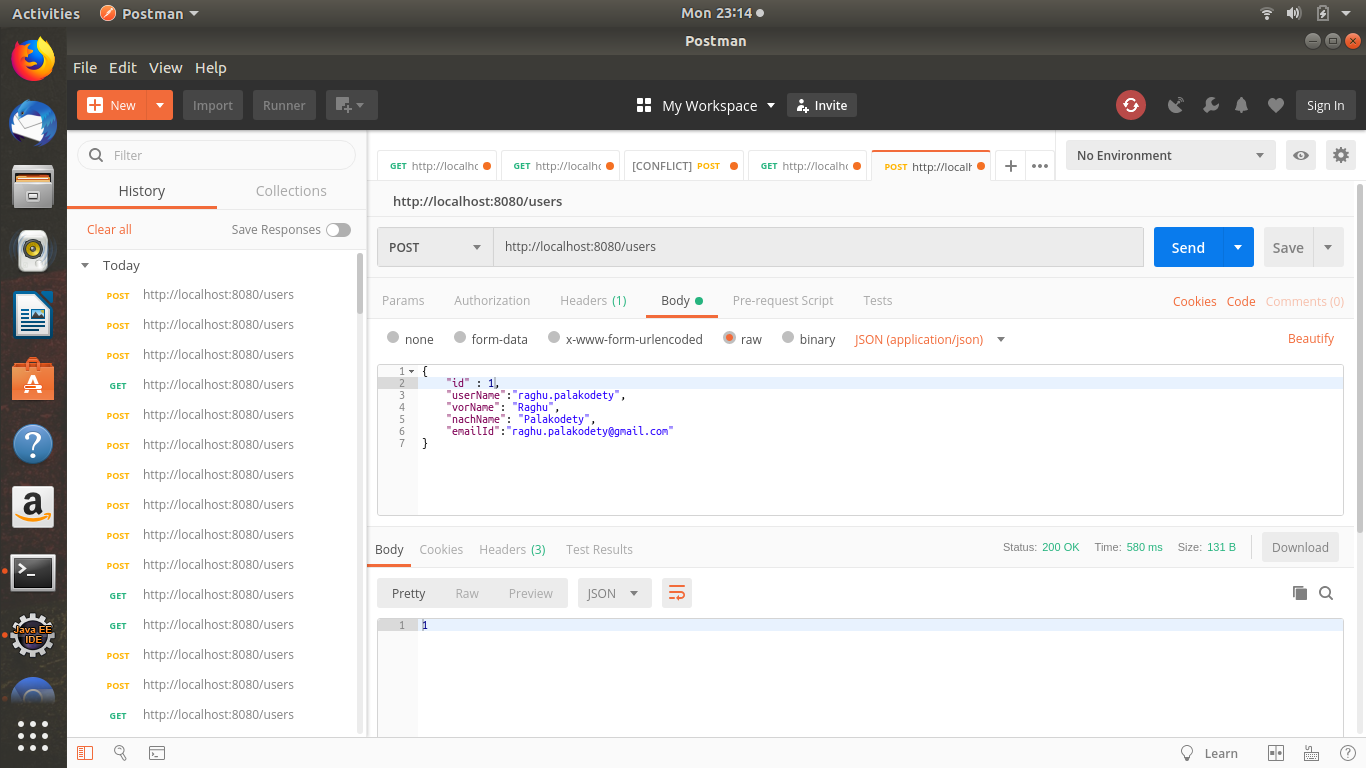 Activities Postman Mon 23:14
Postman
File Edit View Help
New Import Runner My Workspace Invite Sign In
Filter
History Collections
Clear all Save Responses
Today
POST http://localhost:8080/users
POST http://localhost:8080/users
POST http://localhost:8080/users
GET http://localhost:8080/users
POST http://localhost:8080/users
POST http://localhost:8080/users
POST http://localhost:8080/users
POST http://localhost:8080/users
POST http://localhost:8080/users
POST http://localhost:8080/users
GET http://localhost:8080/users
GET http://localhost:8080/users
POST http://localhost:8080/users
POST http://localhost:8080/users
GET http://localhost:8080/users
GET http://localho GET http://localho [CONFLICT] POST GET http://localho POST http://localh + ••• No Environment
http://localhost:8080/users
POST http://localhost:8080/users Send Save
Params Authorization Headers (1) Body Pre-request Script Tests Cookies Code Comments (0)
none form-data x-www-form-urlencoded raw binary JSON (application/json) Beautify
1 {
2 "id" : 1,
3 "userName":"raghu.palakodety",
4 "vorName": "Raghu",
5 "nachName": "Palakodety",
6 "emailId":"raghu.palakodety@gmail.com"
7 }
Body Cookies Headers (3) Test Results Status: 200 OK Time: 580 ms Size: 131 B Download
Pretty Raw Preview JSON
1 1
Java EE
IDE
Learn